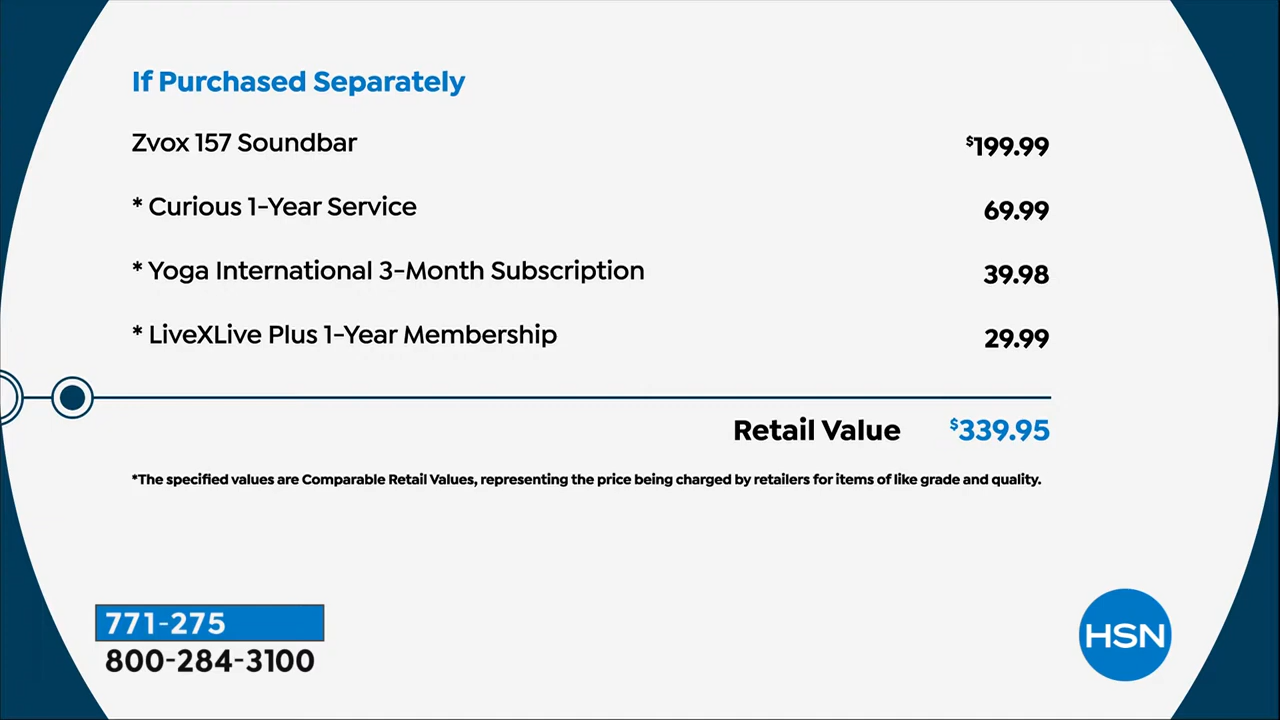 If Purchased Separately
Zvox 157 Soundbar $199.99
* Curious 1-Year Service 69.99
* Yoga International 3-Month Subscription 39.98
* LiveXLive Plus 1-Year Membership 29.99
Retail Value $339.95
*The specified values are Comparable Retail Values, representing the price being charged by retailers for items of like grade and quality.
771-275
800-284-3100
HSN